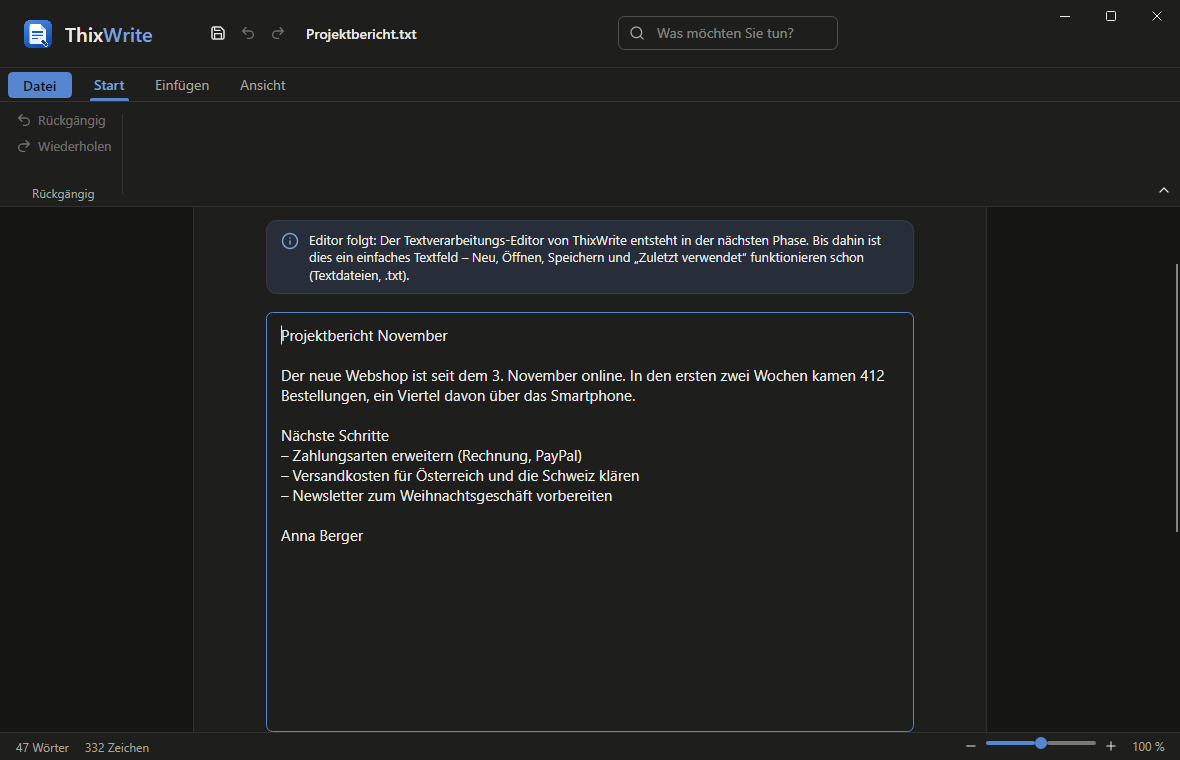 ThixWrite
Projektbericht.txt
Was möchten Sie tun?
Datei
Start
Einfügen
Ansicht
Rückgängig
Wiederholen
Rückgängig
Editor folgt: Der Textverarbeitungs-Editor von ThixWrite entsteht in der nächsten Phase. Bis dahin ist
dies ein einfaches Textfeld – Neu, Öffnen, Speichern und „Zuletzt verwendet“ funktionieren schon
(Textdateien, .txt).
Projektbericht November
Der neue Webshop ist seit dem 3. November online. In den ersten zwei Wochen kamen 412
Bestellungen, ein Viertel davon über das Smartphone.
Nächste Schritte
– Zahlungsarten erweitern (Rechnung, PayPal)
– Versandkosten für Österreich und die Schweiz klären
– Newsletter zum Weihnachtsgeschäft vorbereiten
Anna Berger
47 Wörter
332 Zeichen
100 %